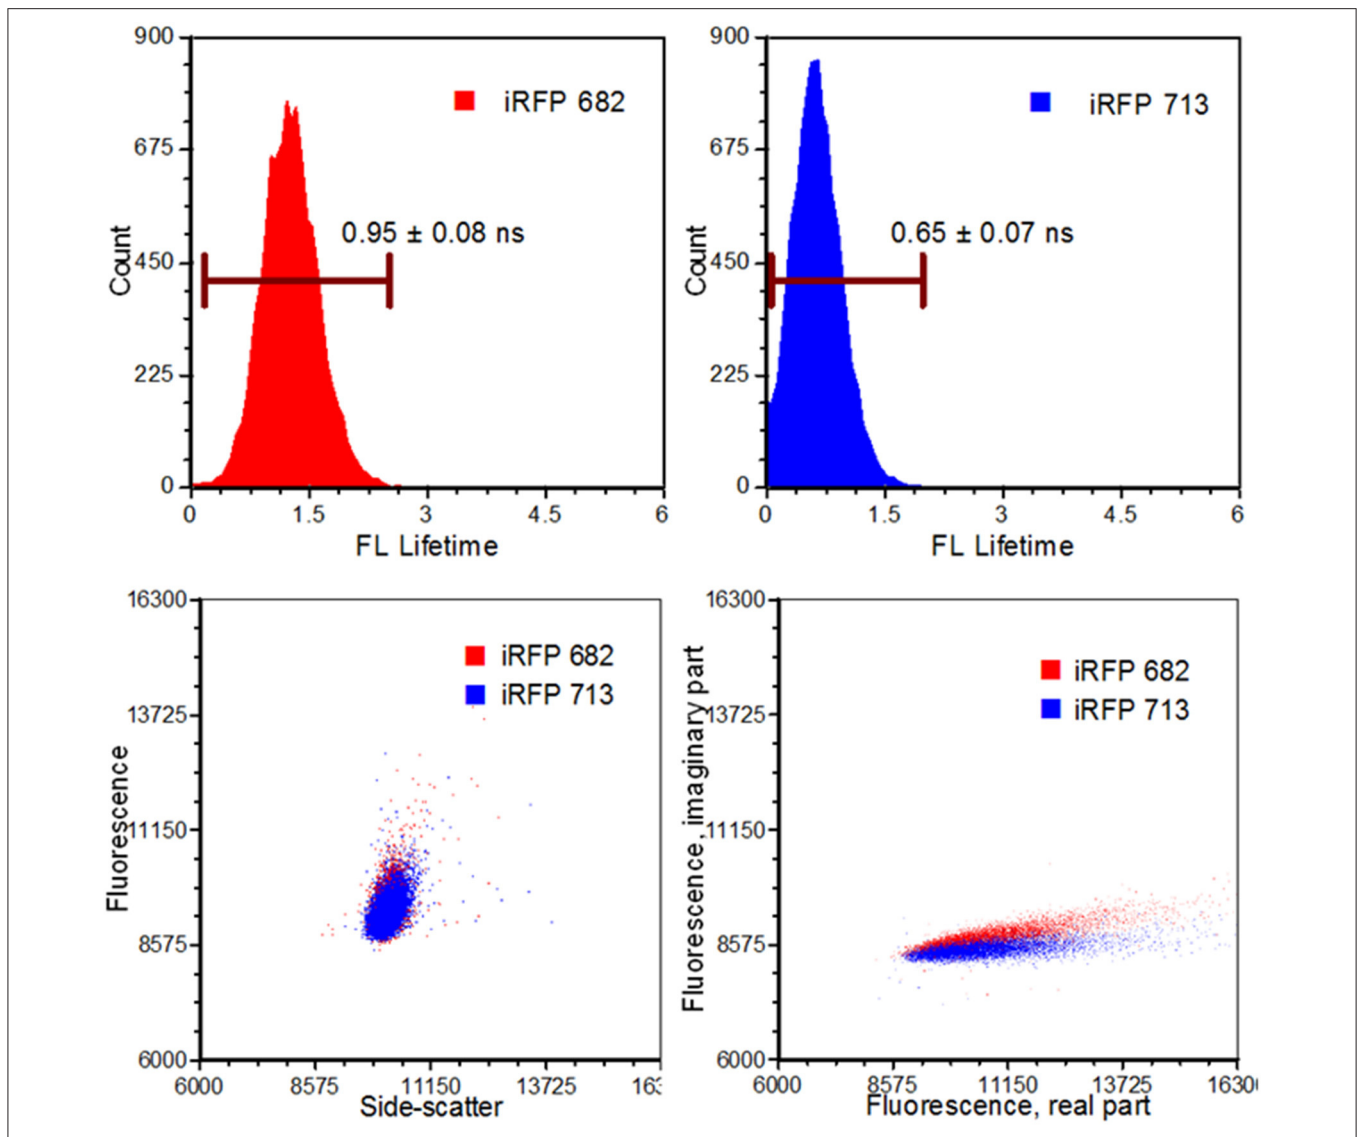 900
675
450
225
0
Count
iRFP 682
0.95 ± 0.08 ns
0 1.5 3 4.5 6
FL Lifetime
900
675
450
225
0
Count
iRFP 713
0.65 ± 0.07 ns
0 1.5 3 4.5 6
FL Lifetime
16300
13725
11150
8575
6000
Fluorescence
iRFP 682
iRFP 713
6000 8575 11150 13725 163
Side-scatter
16300
13725
11150
8575
6000
Fluorescence, imaginary part
iRFP 682
iRFP 713
6000 8575 11150 13725 1630
Fluorescence, real part